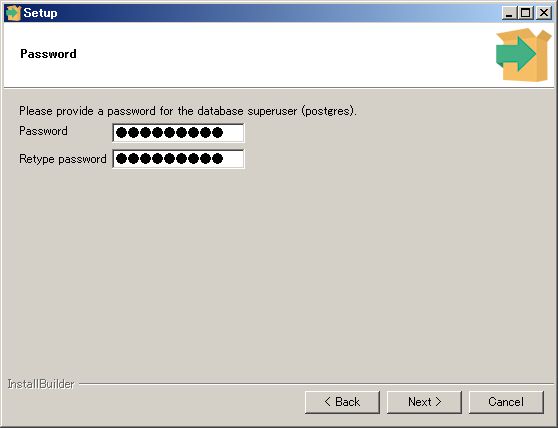 Setup
Password
Please provide a password for the database superuser (postgres).
Password ●●●●●●●●●
Retype password ●●●●●●●●●
InstallBuilder
< Back Next > Cancel